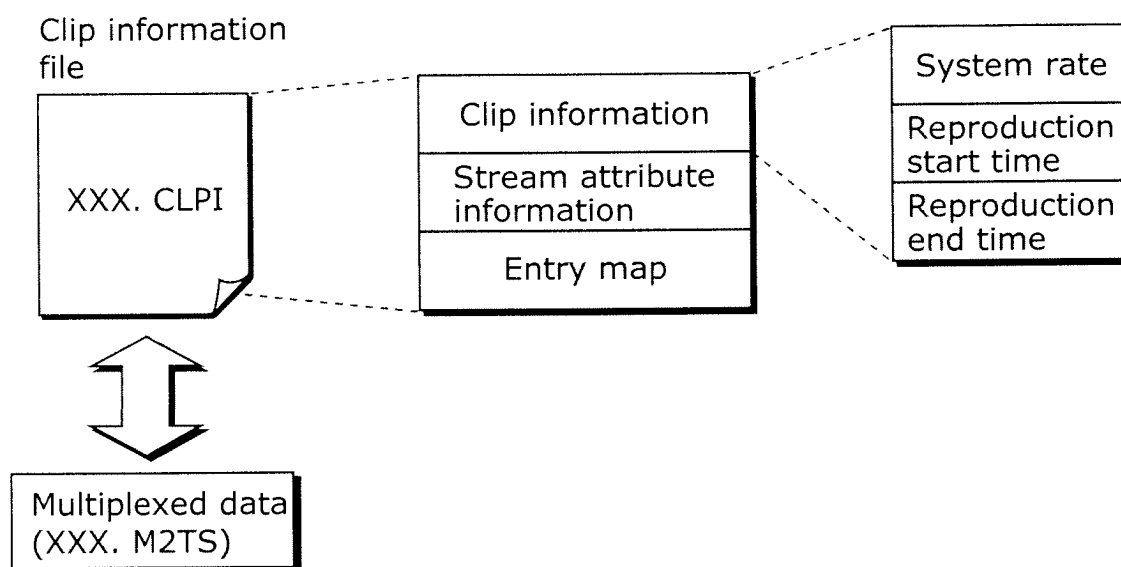 Clip information
file
XXX. CLPI
Clip information
Stream attribute
information
Entry map
System rate
Reproduction
start time
Reproduction
end time
Multiplexed data
(XXX. M2TS)